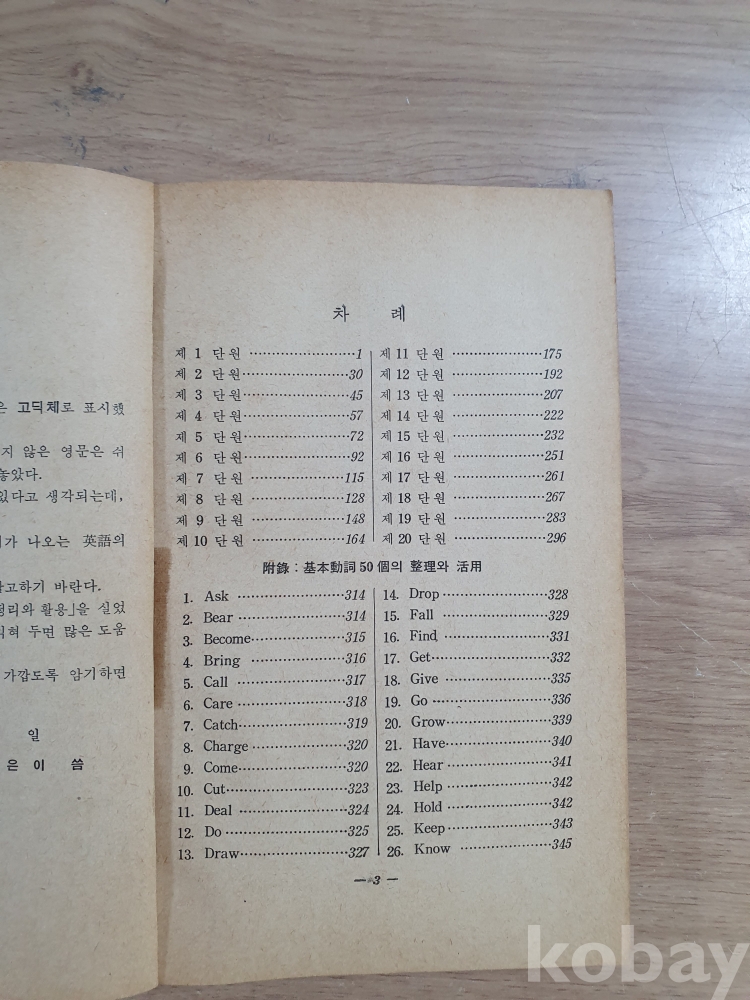 은 고딕체로 표시했
지 않은 영문은 쉬
놓았다.
있다고 생각되는데,
가 나오는 英語의
고하기 바란다.
정리와 활용」을 실었
익혀 두면 많은 도움
가깝도록 암기하면
일
은 이 씀
차 례
제 1 단원 ························1
제 2 단원························30
제 3 단원························45
제 4 단원························57
제 5 단원························72
제 6 단원························92
제 7 단원 ······················115
제 8 단원 ······················128
제 9 단원 ······················148
제 10 단원 ······················164
제 11 단원 ····················175
제 12 단원 ····················192
제 13 단원 ····················207
제 14 단원 ····················222
제 15 단원 ····················232
제 16 단원 ····················251
제 17 단원 ····················261
제 18 단원 ····················267
제 19 단원 ····················283
제 20 단원 ····················296
附錄 : 基本動詞 50 個의 整理와 活用
1. Ask ························314
2. Bear ························314
3. Become····················315
4. Bring ······················316
5. Call ························317
6. Care ························318
7. Catch························319
8. Charge ····················320
9. Come························320
10. Cut··························323
11. Deal ························324
12. Do ··························325
13. Draw························327
14. Drop························328
15. Fall ························329
16. Find ························331
17. Get··························332
18. Give ························335
19. Go ··························336
20. Grow························339
21. Have························340
22. Hear ························341
23. Help ························342
24. Hold ························342
25. Keep························343
26. Know ······················345
— 3 —
kobay